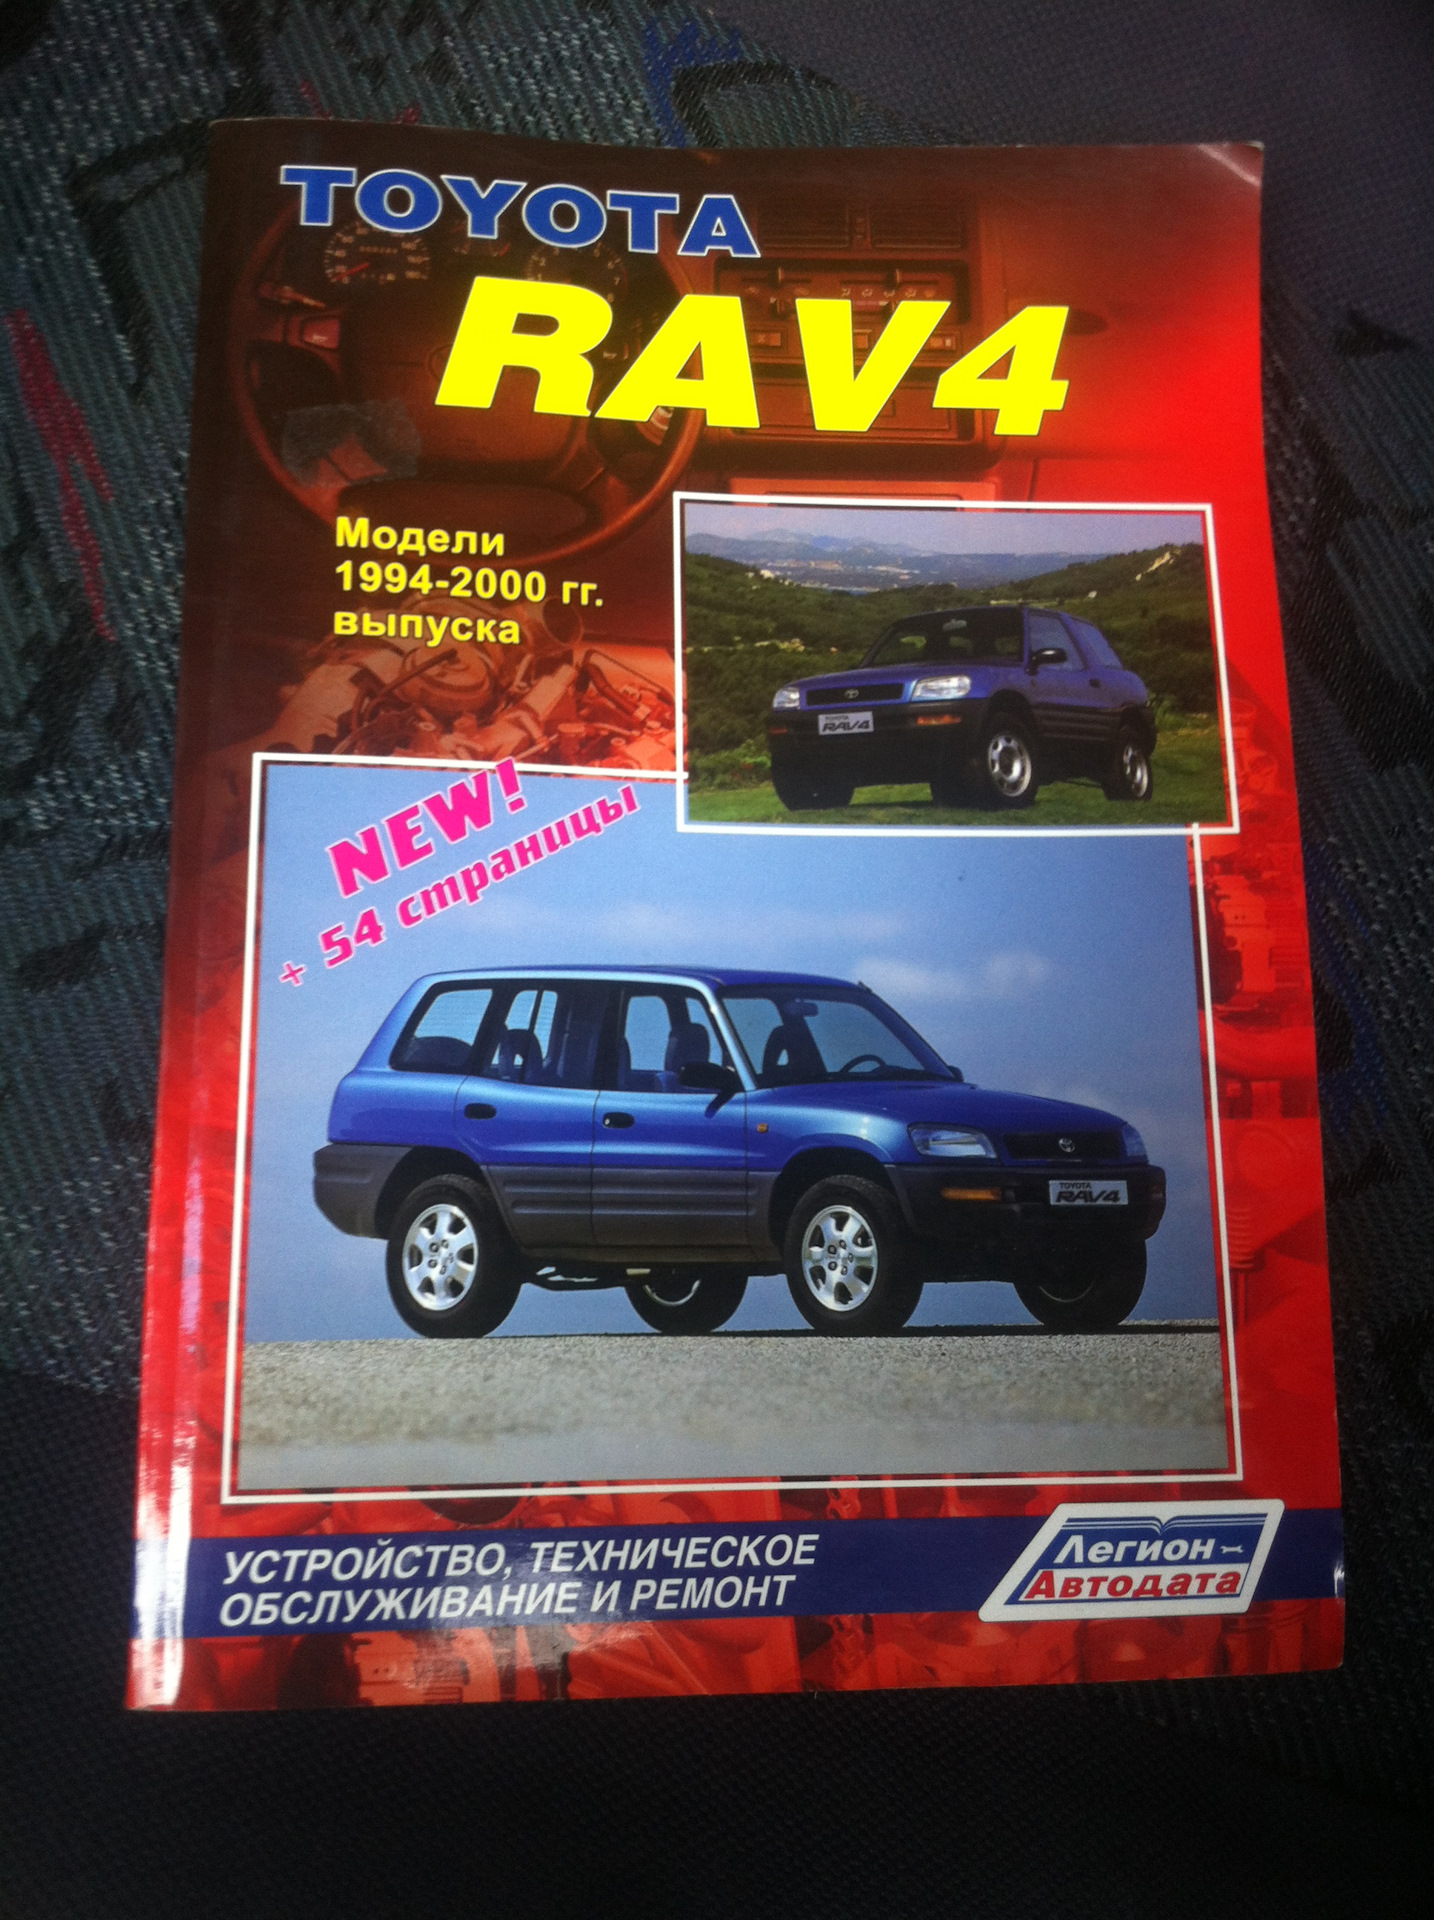 TOYOTA
RAV4
Модели
1994-2000 гг.
выпуска
TOYOTA
RAV4
NEW!
+ 54 страницы
TOYOTA
RAV4
УСТРОЙСТВО, ТЕХНИЧЕСКОЕ
ОБСЛУЖИВАНИЕ И РЕМОНТ
Легион-
Автодата